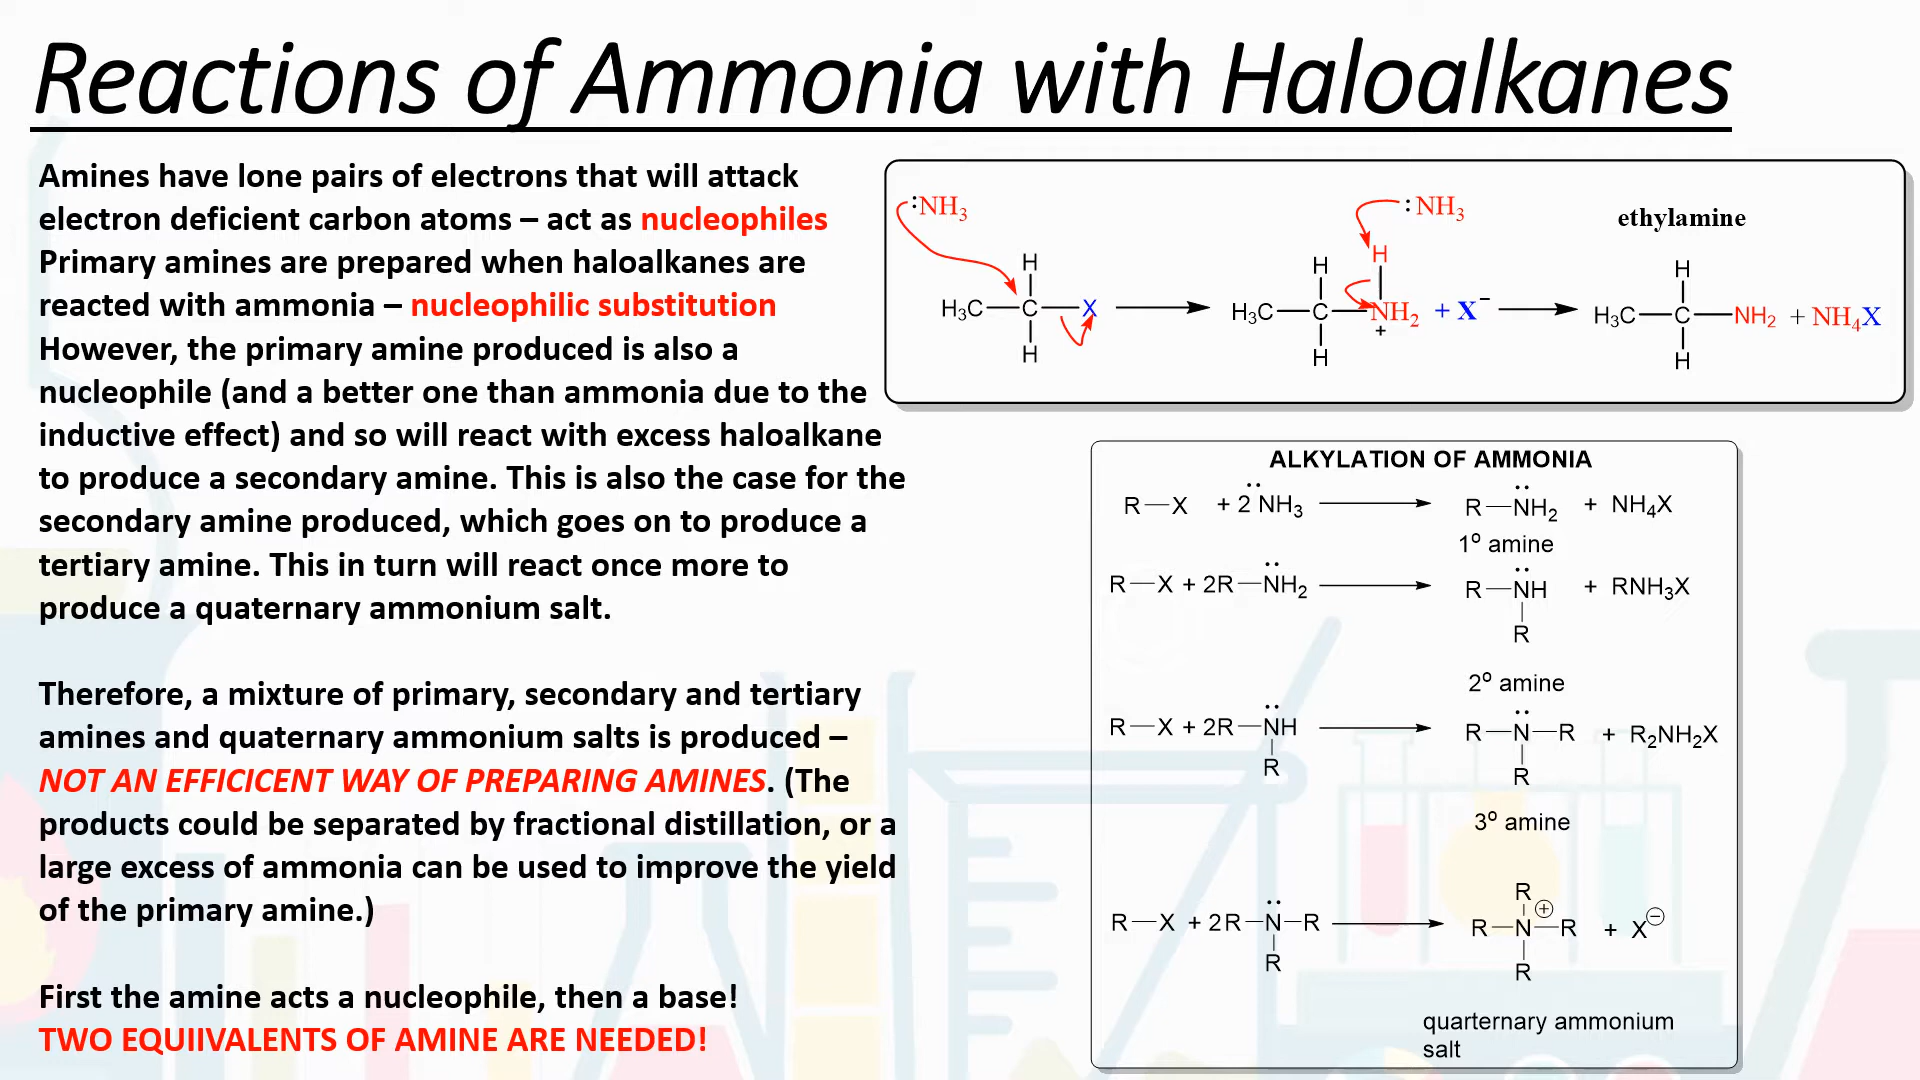 Reactions of Ammonia with Haloalkanes
Amines have lone pairs of electrons that will attack
electron deficient carbon atoms – act as nucleophiles
Primary amines are prepared when haloalkanes are
reacted with ammonia – nucleophilic substitution
However, the primary amine produced is also a
nucleophile (and a better one than ammonia due to the
inductive effect) and so will react with excess haloalkane
to produce a secondary amine. This is also the case for the
secondary amine produced, which goes on to produce a
tertiary amine. This in turn will react once more to
produce a quaternary ammonium salt.
Therefore, a mixture of primary, secondary and tertiary
amines and quaternary ammonium salts is produced –
NOT AN EFFICICENT WAY OF PREPARING AMINES. (The
products could be separated by fractional distillation, or a
large excess of ammonia can be used to improve the yield
of the primary amine.)
First the amine acts a nucleophile, then a base!
TWO EQUIIVALENTS OF AMINE ARE NEEDED!
:NH₃ :NH₃ ethylamine
H H H H
H₃C—C—X H₃C—C—NH₂ + X⁻ H₃C—C—NH₂ + NH₄X
+
H H H
ALKYLATION OF AMMONIA
R—X + 2 NH₃ R—NH₂ + NH₄X
1º amine
R—X + 2R—NH₂ R—NH + RNH₃X
R
2º amine
R—X + 2R—NH R—N—R + R₂NH₂X
R R
3º amine
R ⊕
R—X + 2R—N—R R—N—R + X⊖
R R
quarternary ammonium
salt